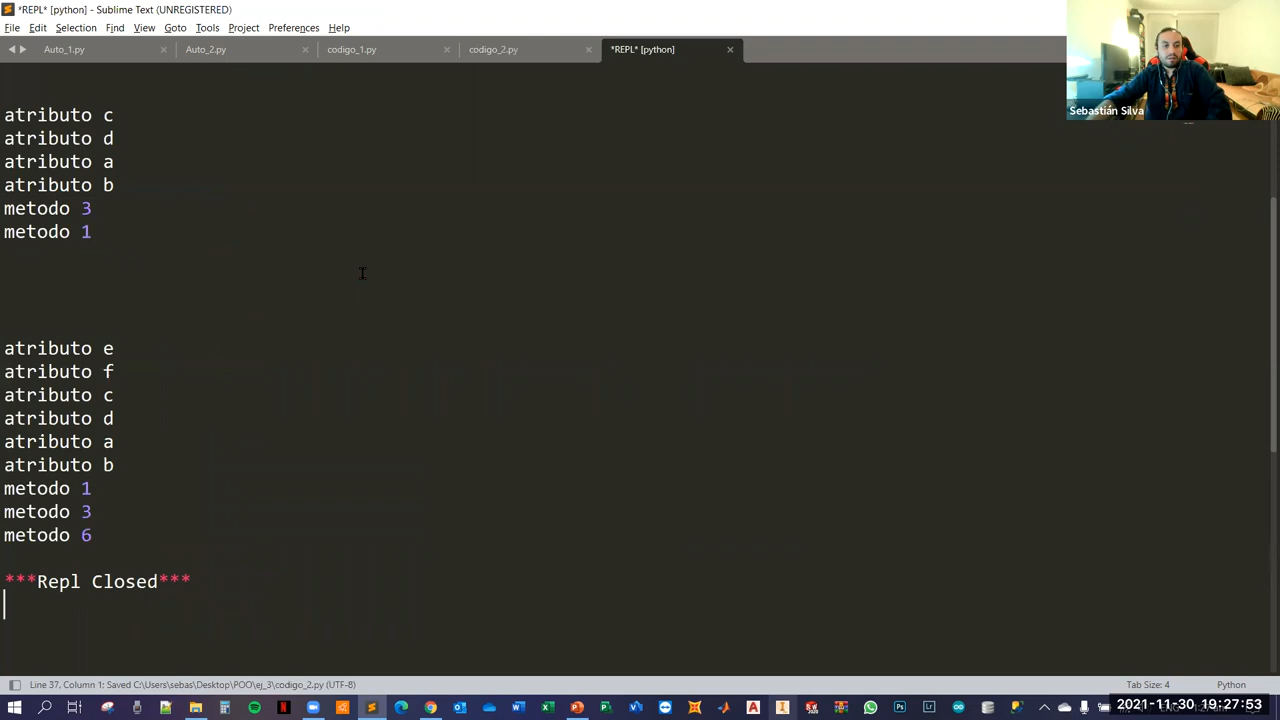 *REPL* [python] - Sublime Text (UNREGISTERED)
File Edit Selection Find View Goto Tools Project Preferences Help
Auto_1.py Auto_2.py codigo_1.py codigo_2.py *REPL* [python]
Sebastián Silva
atributo c
atributo d
atributo a
atributo b
metodo 3
metodo 1
atributo e
atributo f
atributo c
atributo d
atributo a
atributo b
metodo 1
metodo 3
metodo 6
***Repl Closed***
Line 37, Column 1; Saved C:\Users\sebas\Desktop\POO\ej_3\codigo_2.py (UTF-8)
Tab Size: 4 Python
2021-11-30 19:27:53